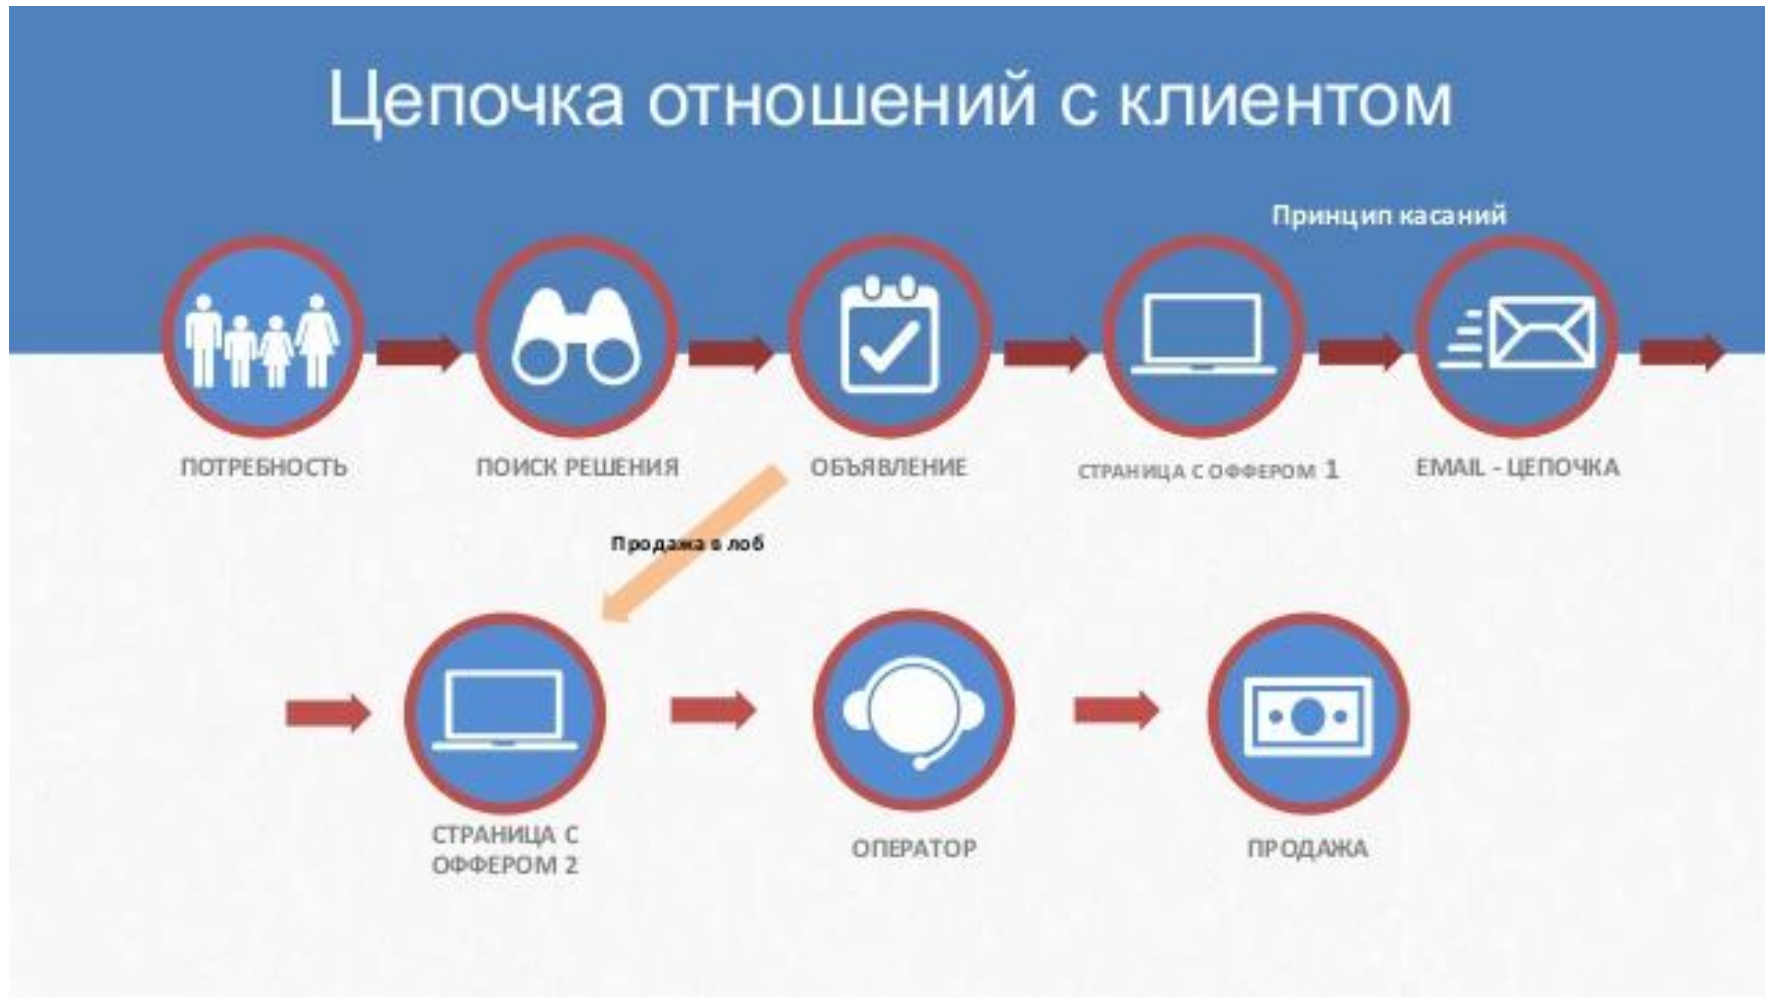 Цепочка отношений с клиентом
Принцип касаний
ПОТРЕБНОСТЬ
ПОИСК РЕШЕНИЯ
ОБЪЯВЛЕНИЕ
СТРАНИЦА С ОФФЕРОМ 1
EMAIL - ЦЕПОЧКА
Продажа в лоб
СТРАНИЦА С
ОФФЕРОМ 2
ОПЕРАТОР
ПРОДАЖА